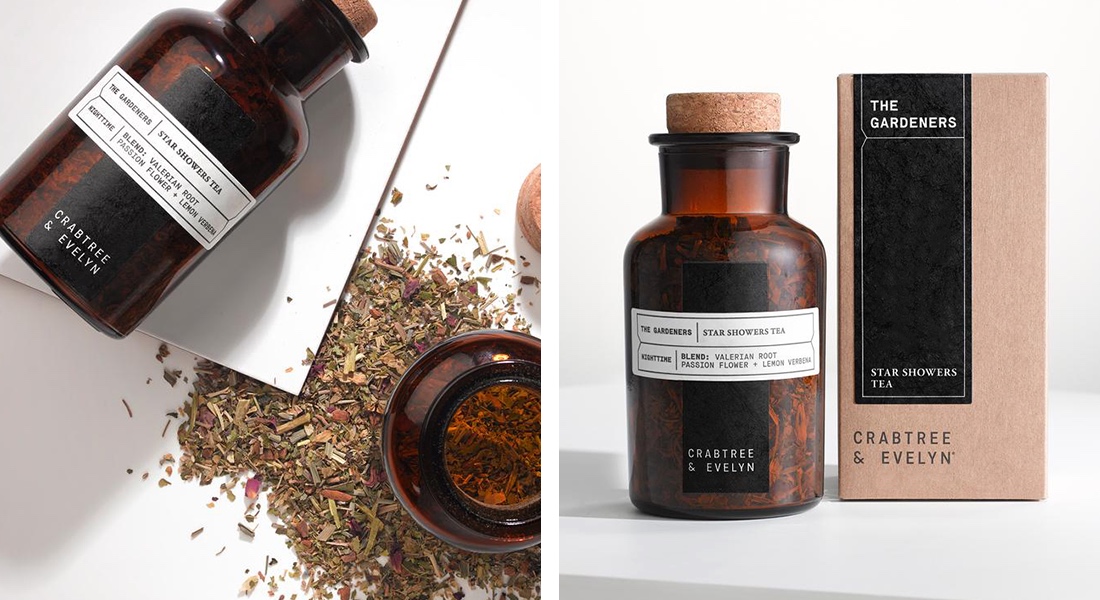 THE GARDENERS
STAR SHOWERS TEA
NIGHTTIME
BLEND: VALERIAN ROOT
PASSION FLOWER + LEMON VERBENA
CRABTREE
& EVELYN
THE GARDENERS
STAR SHOWERS TEA
NIGHTTIME
BLEND: VALERIAN ROOT
PASSION FLOWER + LEMON VERBENA
CRABTREE
& EVELYN
THE
GARDENERS
STAR SHOWERS
TEA
CRABTREE
& EVELYN®